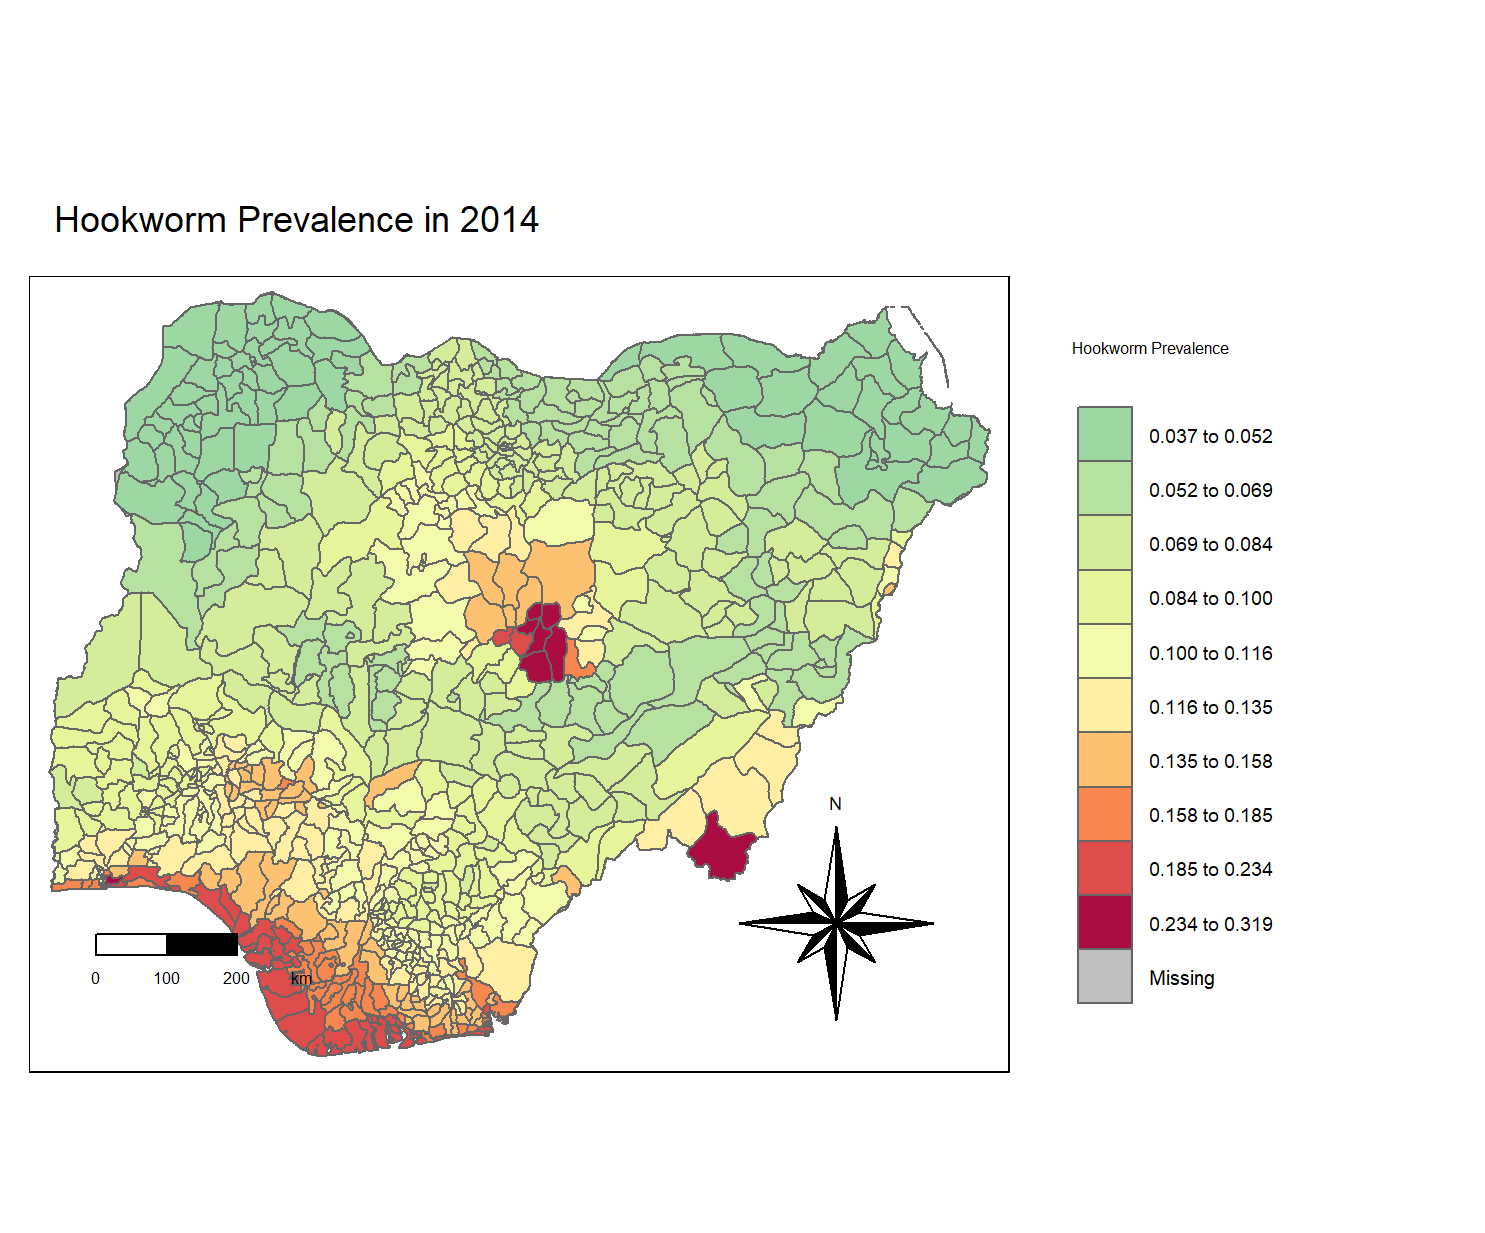 Hookworm Prevalence in 2014
Hookworm Prevalence
0.037 to 0.052
0.052 to 0.069
0.069 to 0.084
0.084 to 0.100
0.100 to 0.116
0.116 to 0.135
0.135 to 0.158
0.158 to 0.185
0.185 to 0.234
0.234 to 0.319
Missing
N
0 100 200 km